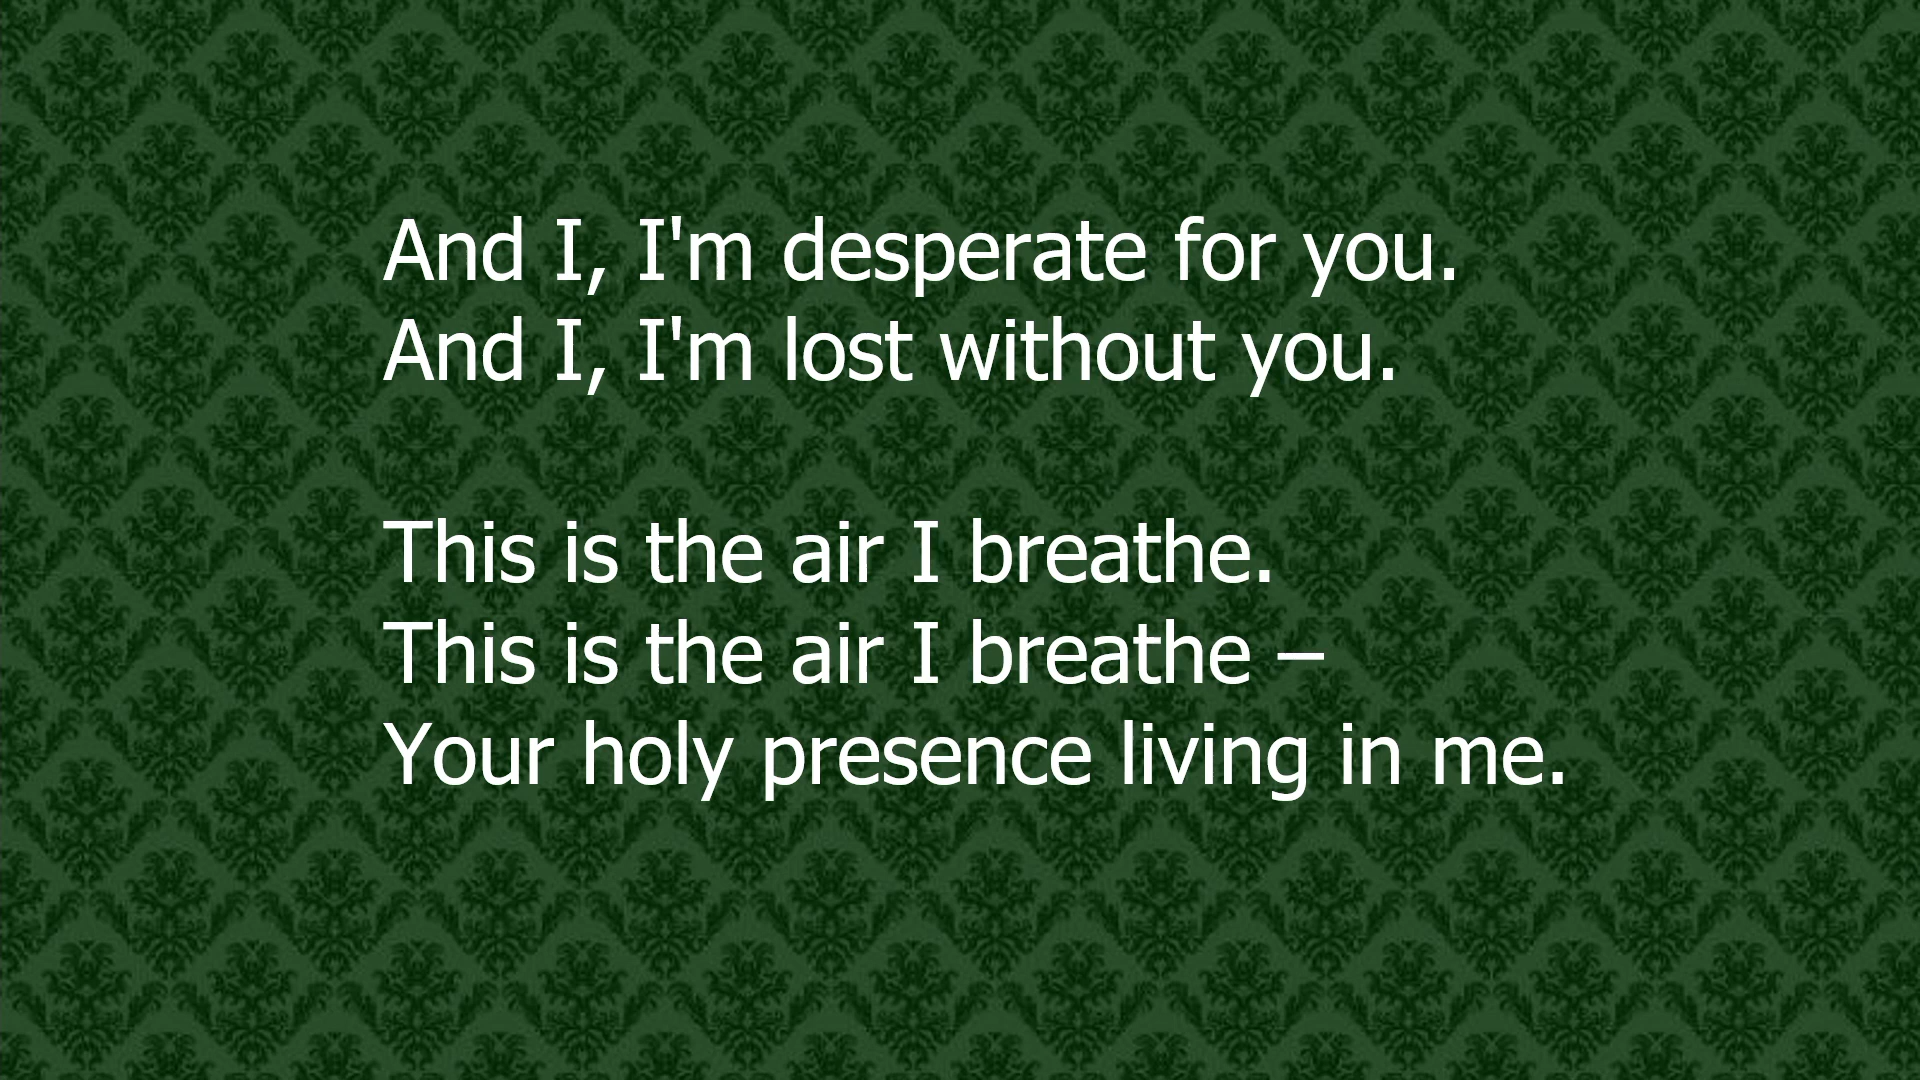 And I, I'm desperate for you.
And I, I'm lost without you.

This is the air I breathe.
This is the air I breathe –
Your holy presence living in me.